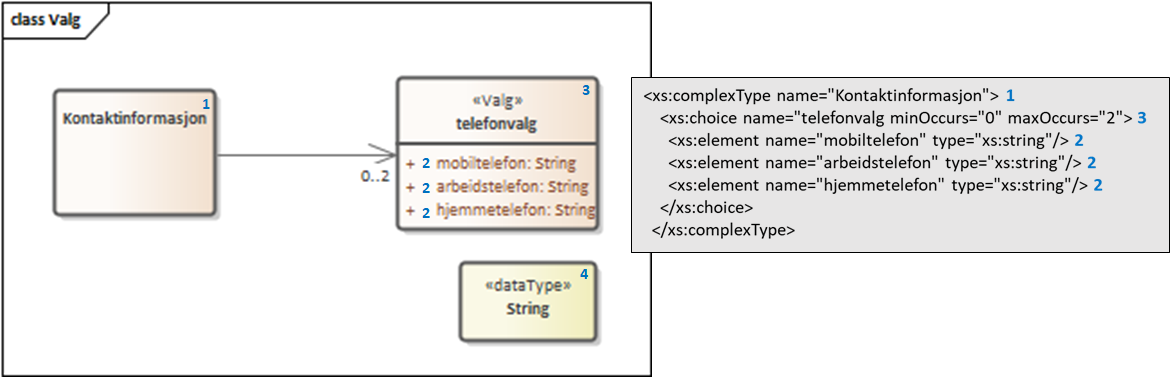 class Valg
Kontaktinformasjon 1
«Valg» 3
telefonvalg
+ 2 mobiltelefon: String
+ 2 arbeidstelefon: String
+ 2 hjemmetelefon: String
0..2
«dataType» 4
String
<xs:complexType name="Kontaktinformasjon"> 1
<xs:choice name="telefonvalg minOccurs="0" maxOccurs="2"> 3
<xs:element name="mobiltelefon" type="xs:string"/> 2
<xs:element name="arbeidstelefon" type="xs:string"/> 2
<xs:element name="hjemmetelefon" type="xs:string"/> 2
</xs:choice>
</xs:complexType>